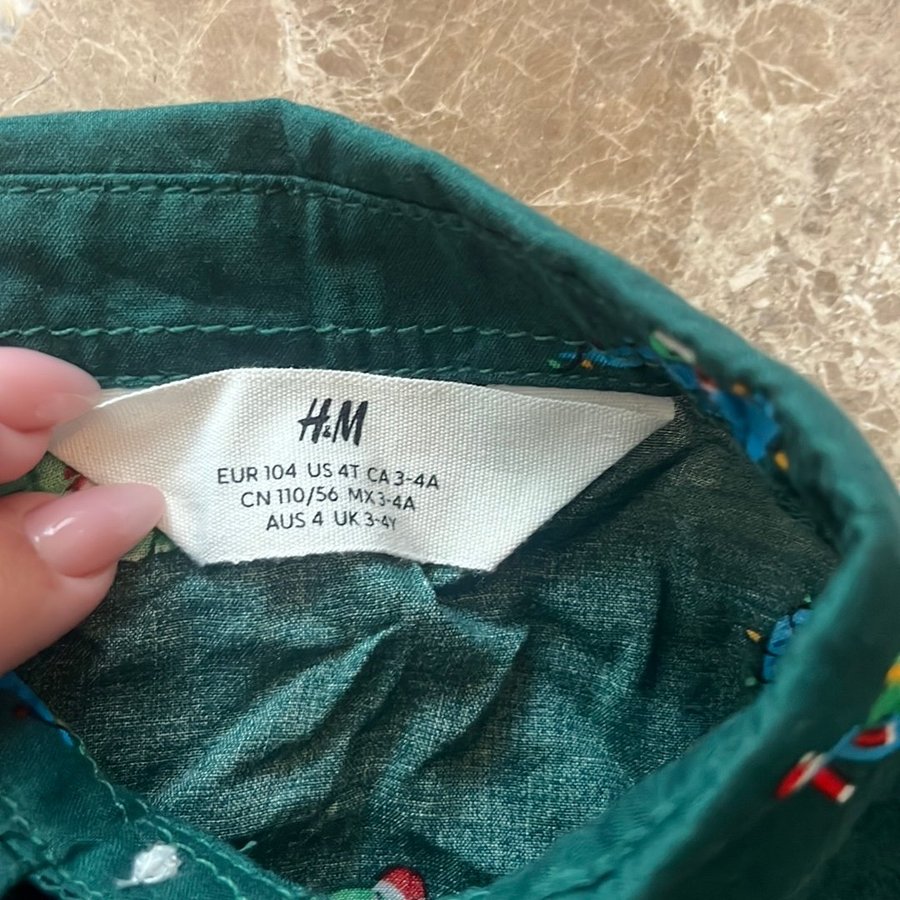 H&M
EUR 104 US 4T CA 3-4A
CN 110/56 MX 3-4A
AUS 4 UK 3-4Y